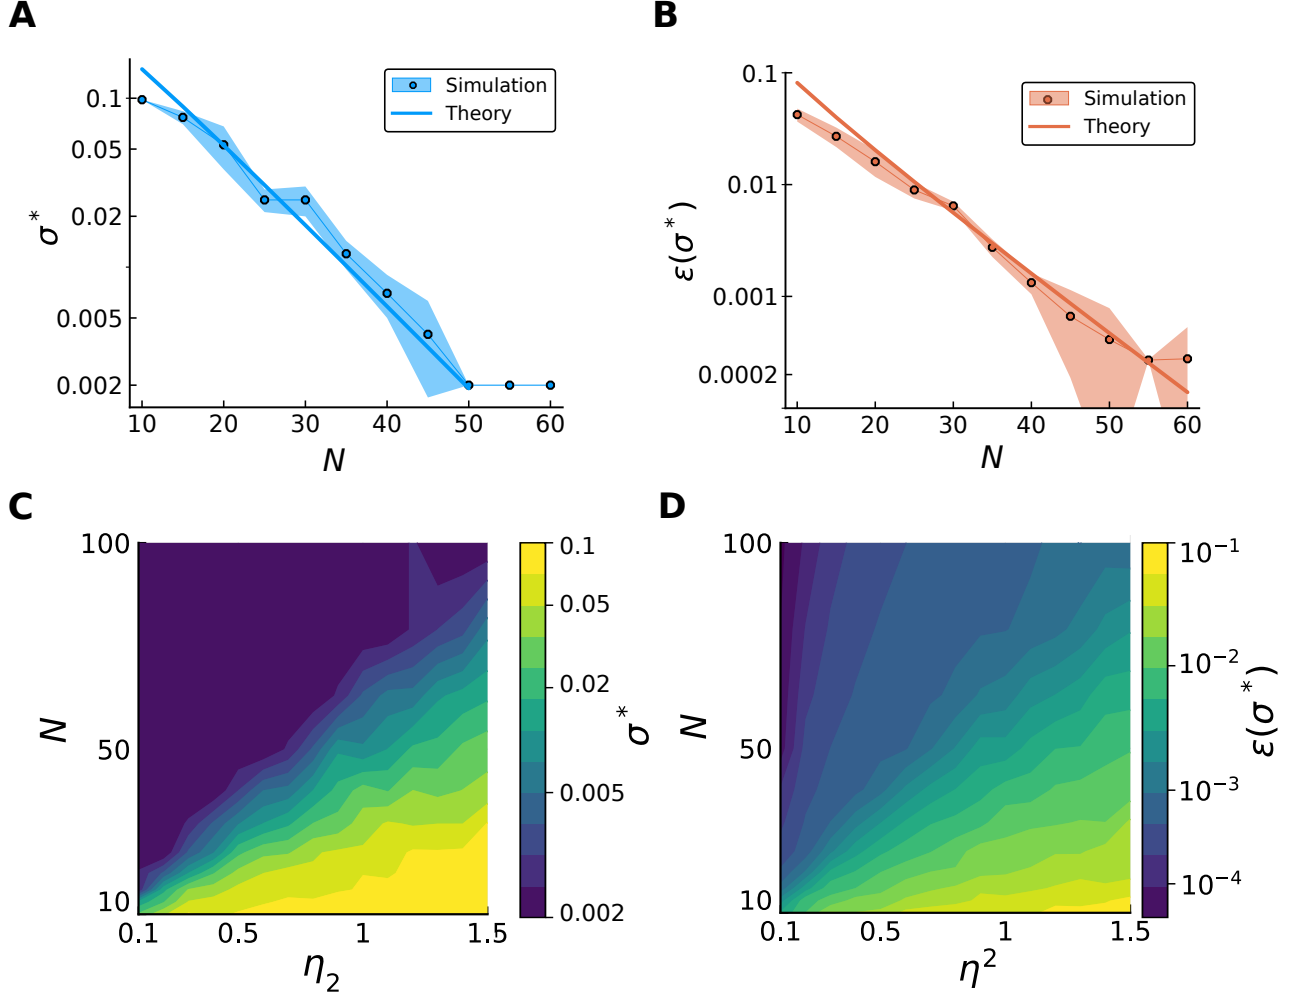 A
0.1
0.05
0.02
0.005
0.002
10 20 30 40 50 60
N
σ*
Simulation
Theory
B
0.1
0.01
0.001
0.0002
10 20 30 40 50 60
N
ε(σ*)
Simulation
Theory
C
100
50
10
N
0.1 0.5 1 1.5
η₂
0.1
0.05
0.02
0.005
0.002
σ*
D
100
50
10
N
0.1 0.5 1 1.5
η²
10⁻¹
10⁻²
10⁻³
10⁻⁴
ε(σ*)